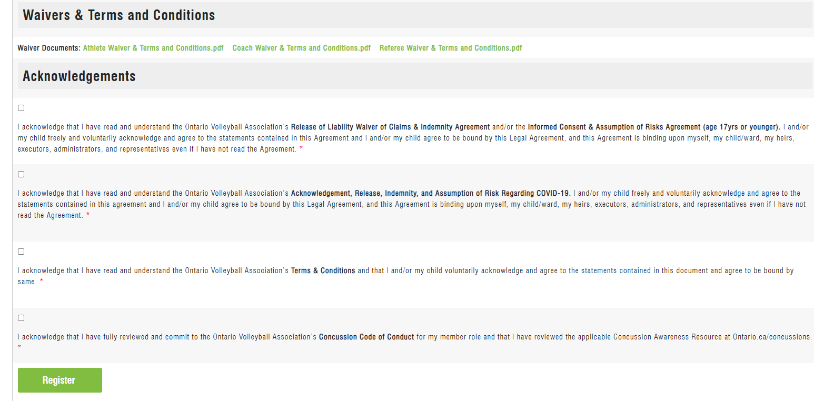 Waivers & Terms and Conditions
Waiver Documents: Athlete Waiver & Terms and Conditions.pdf Coach Waiver & Terms and Conditions.pdf Referee Waiver & Terms and Conditions.pdf
Acknowledgements
I acknowledge that I have read and understand the Ontario Volleyball Association's Release of Liability Waiver of Claims & Indemnity Agreement and/or the Informed Consent & Assumption of Risks Agreement (age 17yrs or younger). I and/or
my child freely and voluntarily acknowledge and agree to the statements contained in this Agreement and I and/or my child agree to be bound by this Legal Agreement, and this Agreement is binding upon myself, my child/ward, my heirs,
executors, administrators, and representatives even if I have not read the Agreement. *
I acknowledge that I have read and understand the Ontario Volleyball Association's Acknowledgement, Release, Indemnity, and Assumption of Risk Regarding COVID-19. I and/or my child freely and voluntarily acknowledge and agree to the
statements contained in this agreement and I and/or my child agree to be bound by this Legal Agreement, and this Agreement is binding upon myself, my child/ward, my heirs, executors, administrators, and representatives even if I have not
read the Agreement. *
I acknowledge that I have read and understand the Ontario Volleyball Association's Terms & Conditions and that I and/or my child voluntarily acknowledge and agree to the statements contained in this document and agree to be bound by
same. *
I acknowledge that I have fully reviewed and commit to the Ontario Volleyball Association's Concussion Code of Conduct for my member role and that I have reviewed the applicable Concussion Awareness Resource at Ontario.ca/concussions.
*
Register